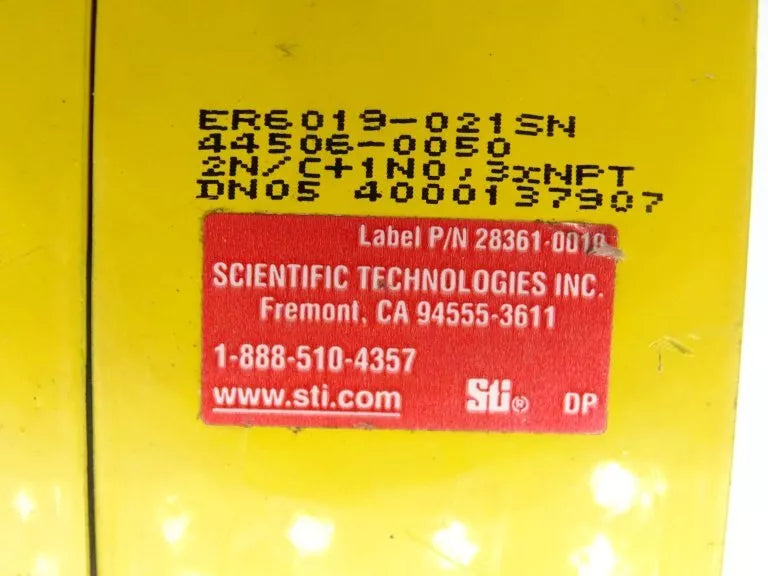 ER6019-021SN
44506-0050
2N/C+1NO,3xNPT
DN05 4000137907
Label P/N 28361-0010
SCIENTIFIC TECHNOLOGIES INC.
Fremont, CA 94555-3611
1-888-510-4357
www.sti.com Sti® DP